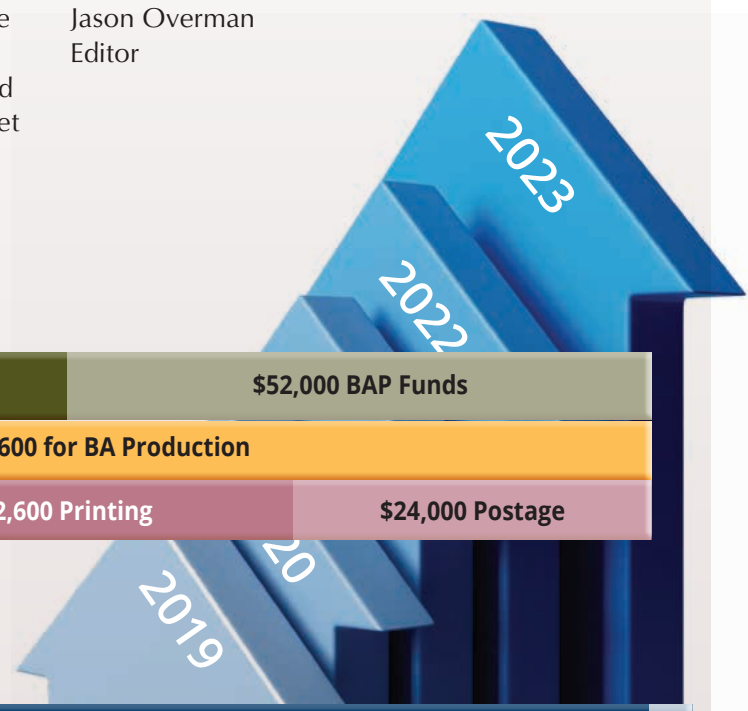 Jason Overman
Editor
2023
2022
$52,000 BAP Funds
600 for BA Production
2,600 Printing
$24,000 Postage
20
2019